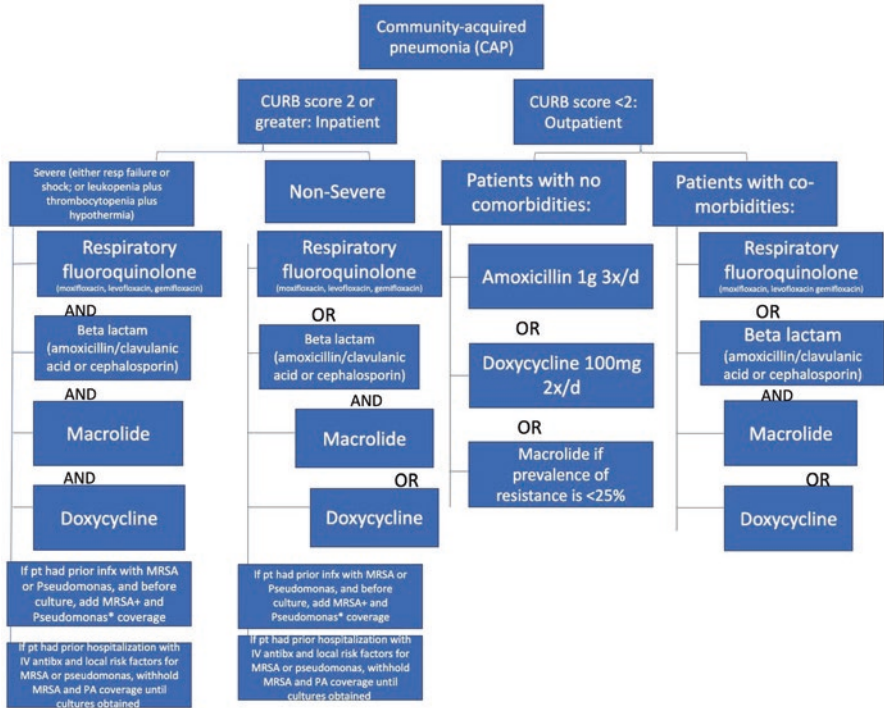 Community-acquired
pneumonia (CAP)
CURB score 2 or
greater: Inpatient
CURB score <2:
Outpatient
Severe (either resp failure or
shock; or leukopenia plus
thrombocytopenia plus
hypothermia)
Respiratory
fluoroquinolone
(moxifloxacin, levofloxacin, gemifloxacin)
AND
Beta lactam
(amoxicillin/clavulanic
acid or cephalosporin)
AND
Macrolide
AND
Doxycycline
If pt had prior infx with MRSA
or Pseudomonas, and before
culture, add MRSA+ and
Pseudomonas* coverage
If pt had prior hospitalization with
IV antibx and local risk factors for
MRSA or pseudomonas, withhold
MRSA and PA coverage until
cultures obtained
Non-Severe
Respiratory
fluoroquinolone
(moxifloxacin, levofloxacin, gemifloxacin)
OR
Beta lactam
(amoxicillin/clavulanic
acid or cephalosporin)
AND
Macrolide
OR
Doxycycline
If pt had prior infx with MRSA or
Pseudomonas, and before
culture, add MRSA+ and
Pseudomonas* coverage
If pt had prior hospitalization with
IV antibx and local risk factors for
MRSA or pseudomonas, withhold
MRSA and PA coverage until
cultures obtained
Patients with no
comorbidities:
Amoxicillin 1g 3x/d
OR
Doxycycline 100mg
2x/d
OR
Macrolide if
prevalence of
resistance is <25%
Patients with co-
morbidities:
Respiratory
fluoroquinolone
(moxifloxacin, levofloxacin gemifloxacin)
OR
Beta lactam
(amoxicillin/clavulanic
acid or cephalosporin)
AND
Macrolide
OR
Doxycycline